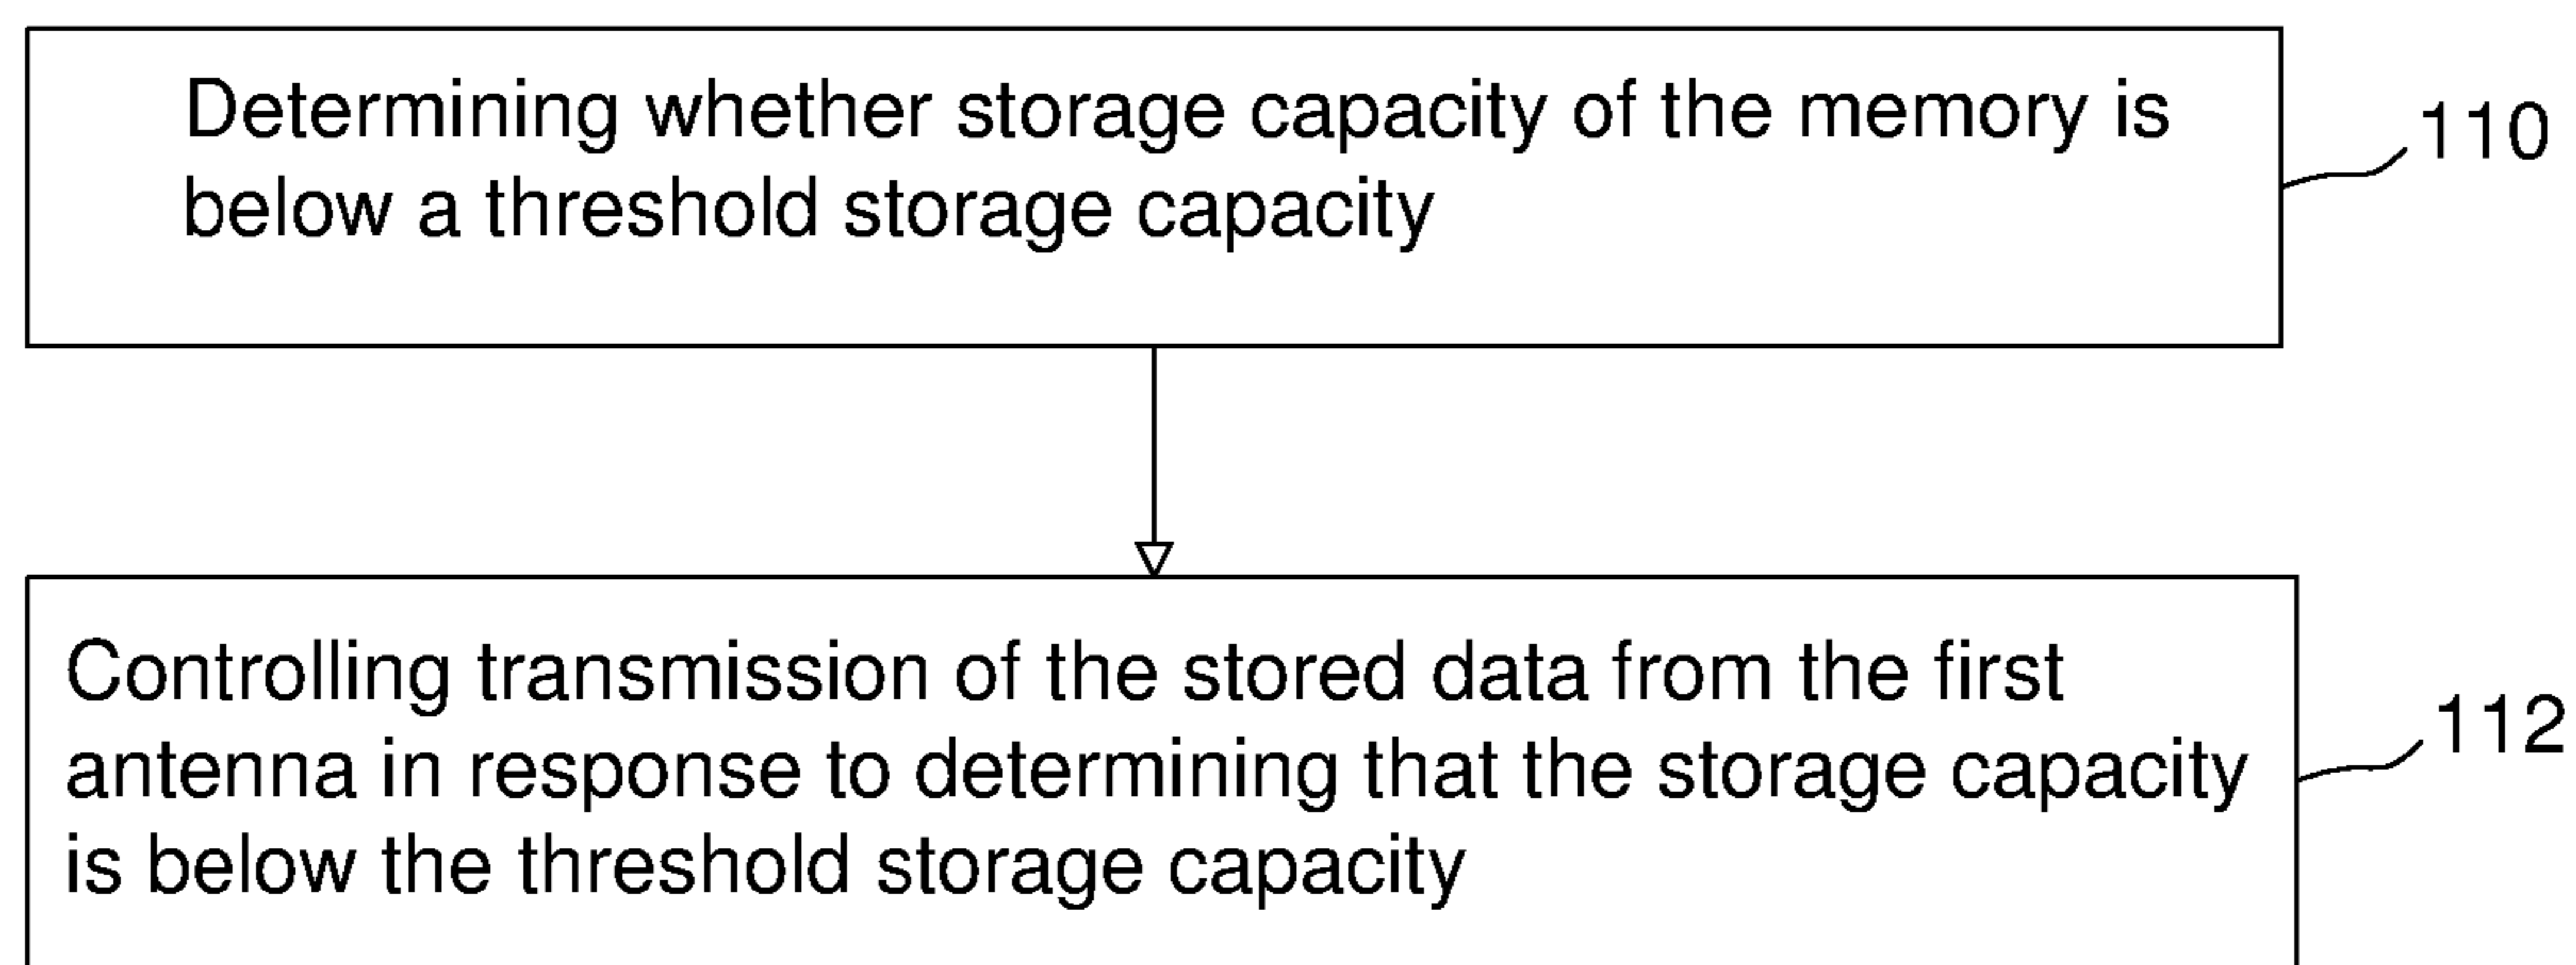 Determining whether storage capacity of the memory is
below a threshold storage capacity
110
Controlling transmission of the stored data from the first
antenna in response to determining that the storage capacity
is below the threshold storage capacity
112